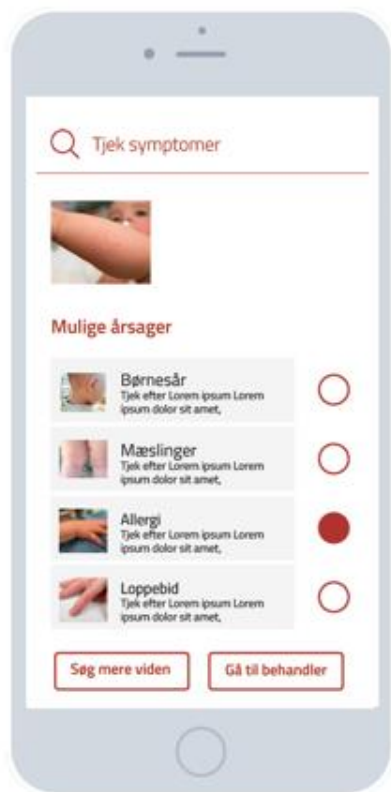 Tjek symptomer
Mulige årsager
Børnesår
Tjek efter Lorem ipsum Lorem
ipsum dolor sit amet,
Mæslinger
Tjek efter Lorem ipsum Lorem
ipsum dolor sit amet,
Allergi
Tjek efter Lorem ipsum Lorem
ipsum dolor sit amet,
Loppebid
Tjek efter Lorem ipsum Lorem
ipsum dolor sit amet,
Søg mere viden
Gå til behandler